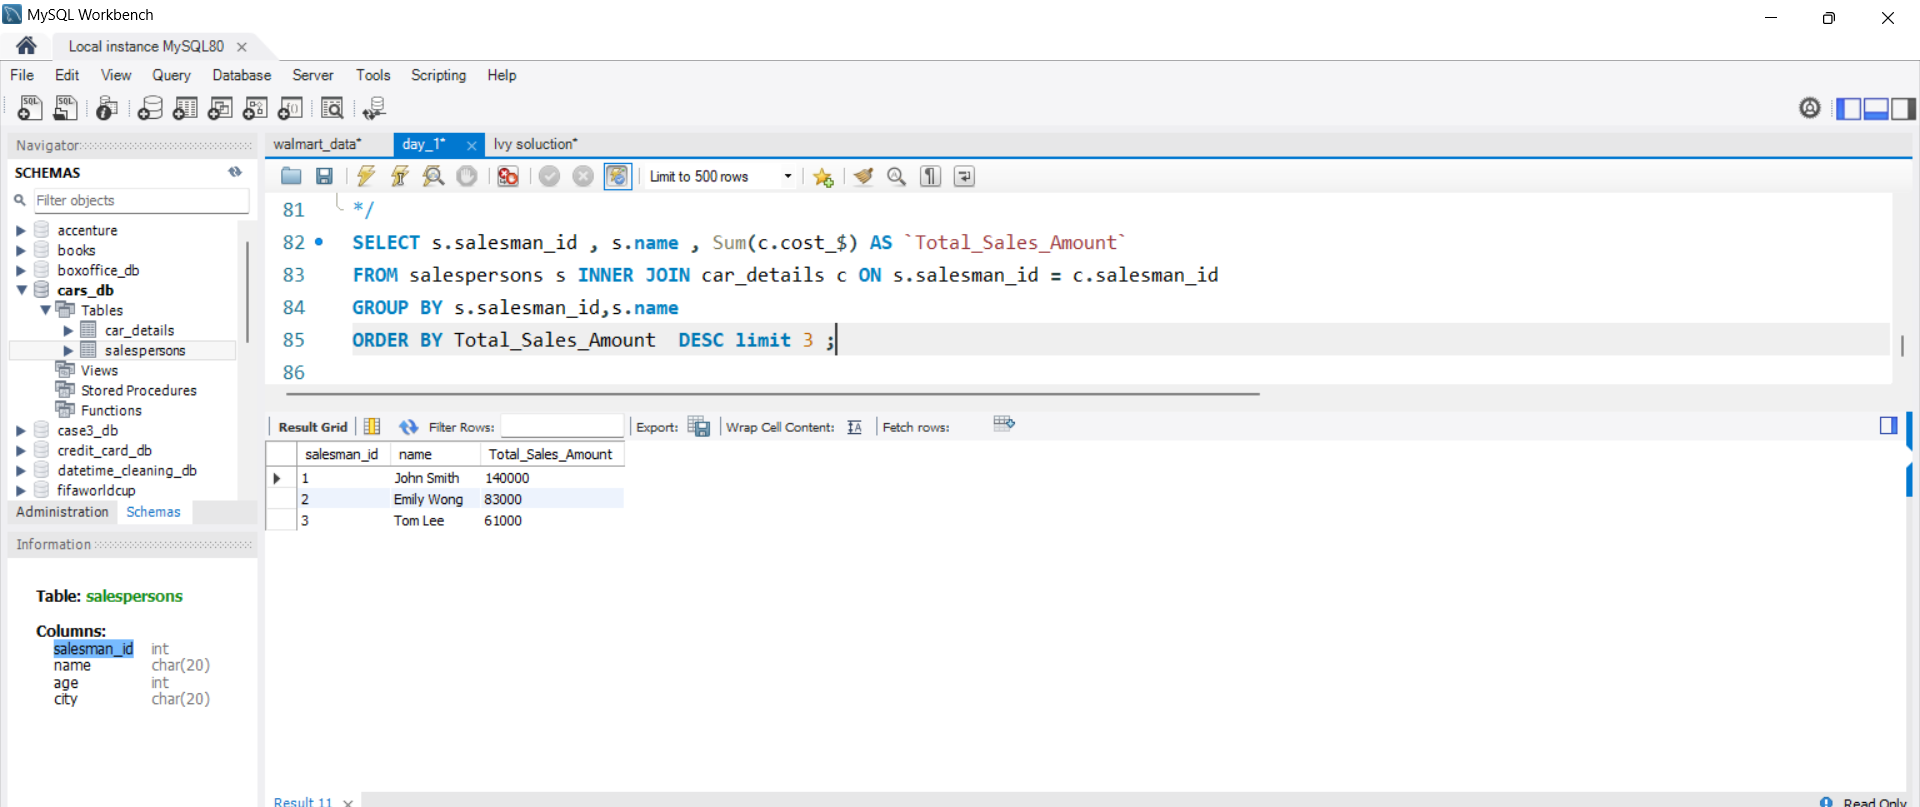 MySQL Workbench
Local instance MySQL80
File Edit View Query Database Server Tools Scripting Help
Navigator
SCHEMAS
Filter objects
accenture
books
boxoffice_db
cars_db
Tables
car_details
salespersons
Views
Stored Procedures
Functions
case3_db
credit_card_db
datetime_cleaning_db
fifaworldcup
Administration Schemas
Information
Table: salespersons
Columns:
salesman_id int
name char(20)
age int
city char(20)
walmart_data* day_1* Ivy soluction*
Limit to 500 rows
81 */
82 SELECT s.salesman_id , s.name , Sum(c.cost_$) AS `Total_Sales_Amount`
83 FROM salespersons s INNER JOIN car_details c ON s.salesman_id = c.salesman_id
84 GROUP BY s.salesman_id,s.name
85 ORDER BY Total_Sales_Amount DESC limit 3 ;
86
Result Grid Filter Rows: Export: Wrap Cell Content: Fetch rows:
salesman_id name Total_Sales_Amount
1 John Smith 140000
2 Emily Wong 83000
3 Tom Lee 61000
Result 11 Read Only